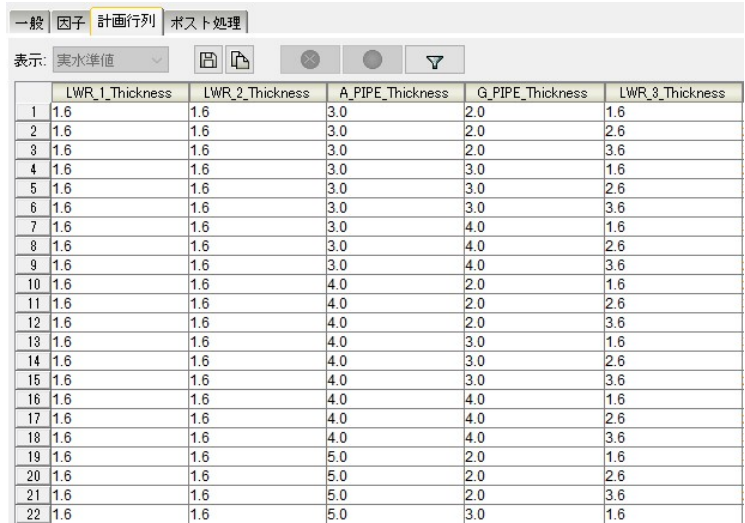 一般 因子 計画行列 ポスト処理
表示: 実水準値
LWR_1_Thickness LWR_2_Thickness A_PIPE_Thickness G_PIPE_Thickness LWR_3_Thickness
1 1.6 1.6 3.0 2.0 1.6
2 1.6 1.6 3.0 2.0 2.6
3 1.6 1.6 3.0 2.0 3.6
4 1.6 1.6 3.0 3.0 1.6
5 1.6 1.6 3.0 3.0 2.6
6 1.6 1.6 3.0 3.0 3.6
7 1.6 1.6 3.0 4.0 1.6
8 1.6 1.6 3.0 4.0 2.6
9 1.6 1.6 3.0 4.0 3.6
10 1.6 1.6 4.0 2.0 1.6
11 1.6 1.6 4.0 2.0 2.6
12 1.6 1.6 4.0 2.0 3.6
13 1.6 1.6 4.0 3.0 1.6
14 1.6 1.6 4.0 3.0 2.6
15 1.6 1.6 4.0 3.0 3.6
16 1.6 1.6 4.0 4.0 1.6
17 1.6 1.6 4.0 4.0 2.6
18 1.6 1.6 4.0 4.0 3.6
19 1.6 1.6 5.0 2.0 1.6
20 1.6 1.6 5.0 2.0 2.6
21 1.6 1.6 5.0 2.0 3.6
22 1.6 1.6 5.0 3.0 1.6